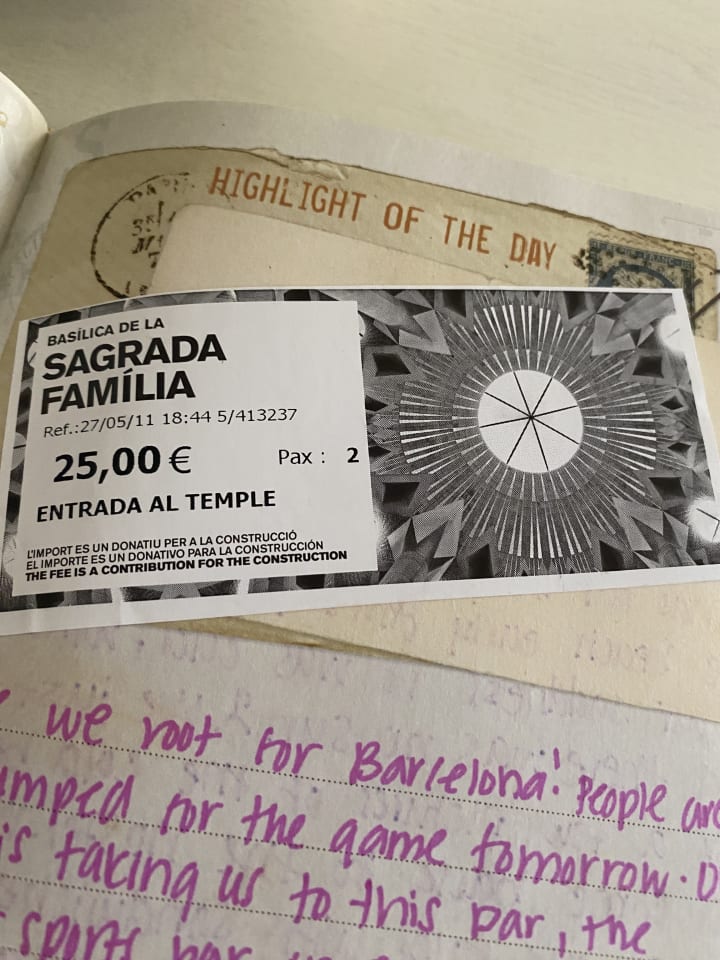 HIGHLIGHT OF THE DAY
BASÍLICA DE LA
SAGRADA
FAMÍLIA
Ref.:27/05/11 18:44 5/413237
25,00 €
Pax : 2
ENTRADA AL TEMPLE
L'IMPORT ES UN DONATIU PER A LA CONSTRUCCIÓ
EL IMPORTE ES UN DONATIVO PARA LA CONSTRUCCIÓN
THE FEE IS A CONTRIBUTION FOR THE CONSTRUCTION
we root for Barcelona! People are
for the game tomorrow.
is taking us to this bar, the
sports bar